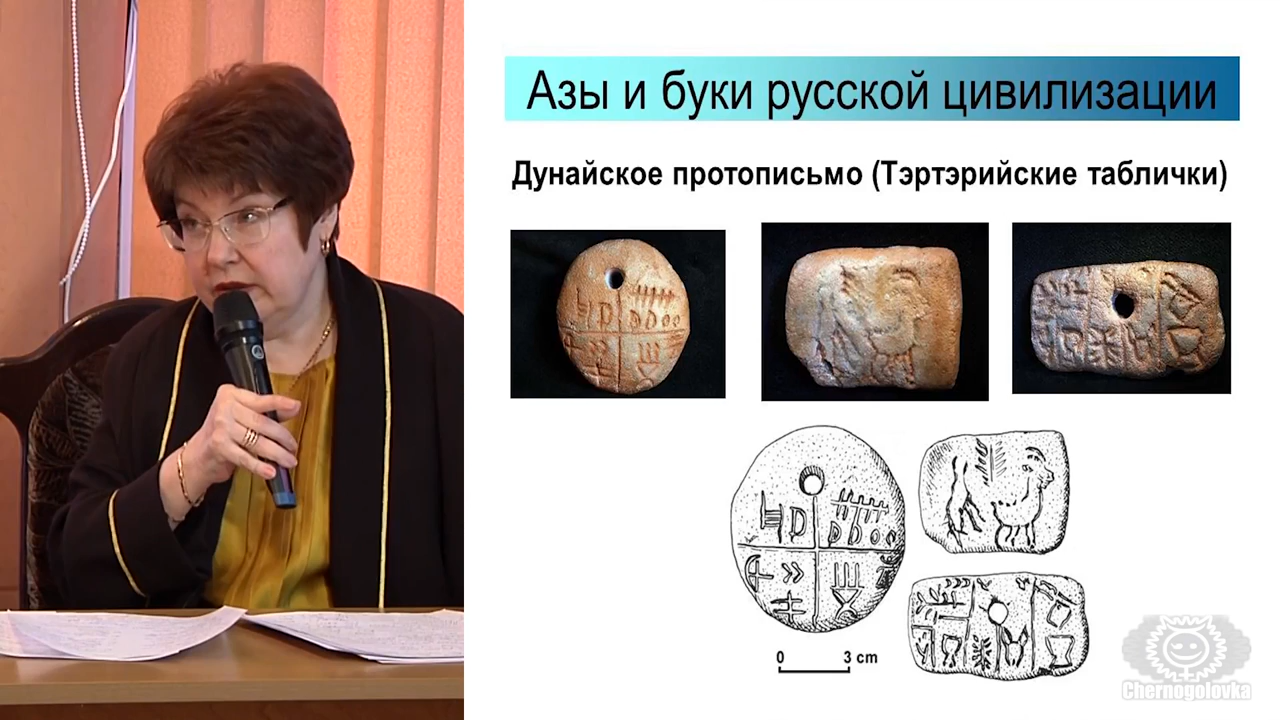 Азы и буки русской цивилизации
Дунайское протописьмо (Тэртэрийские таблички)
0 3 cm
Chernogolovka